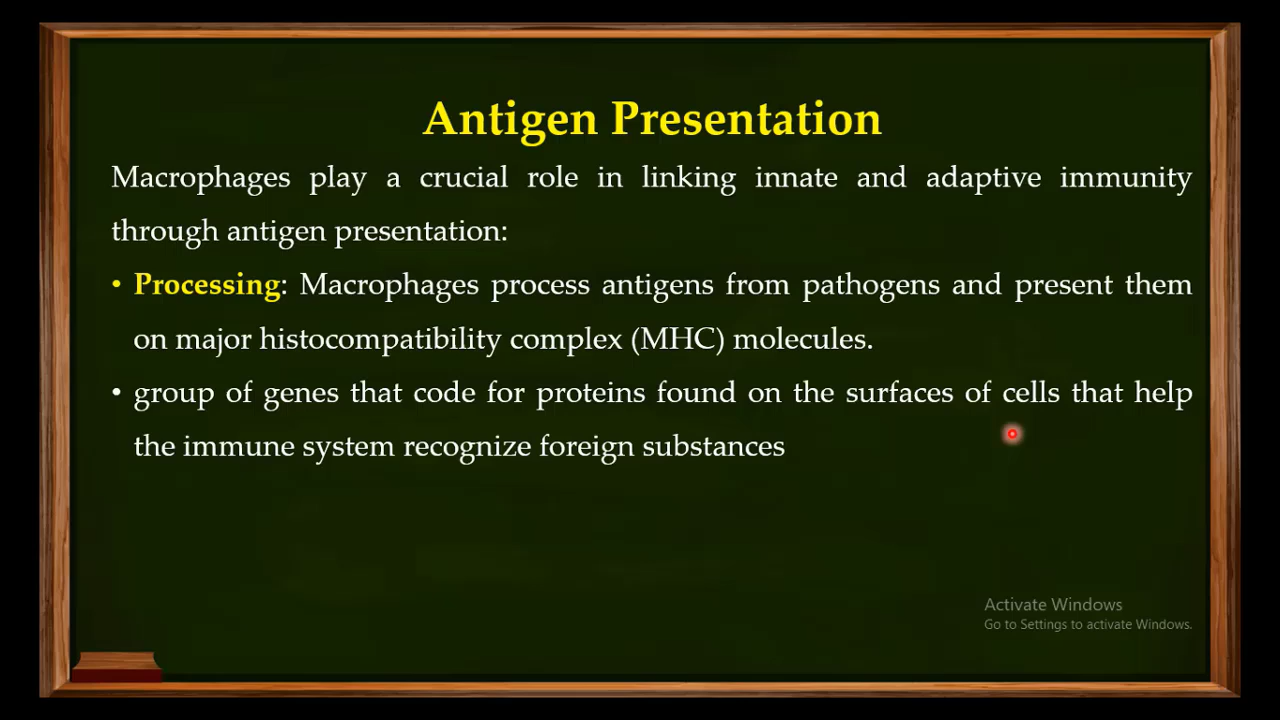 Antigen Presentation
Macrophages play a crucial role in linking innate and adaptive immunity
through antigen presentation:
• Processing: Macrophages process antigens from pathogens and present them
on major histocompatibility complex (MHC) molecules.
• group of genes that code for proteins found on the surfaces of cells that help
the immune system recognize foreign substances
Activate Windows
Go to Settings to activate Windows.